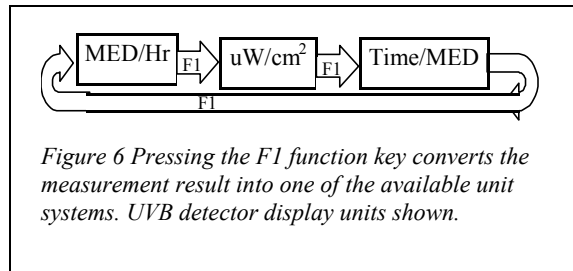 MED/Hr F1 uW/cm² F1 Time/MED
F1
Figure 6 Pressing the F1 function key converts the
measurement result into one of the available unit
systems. UVB detector display units shown.